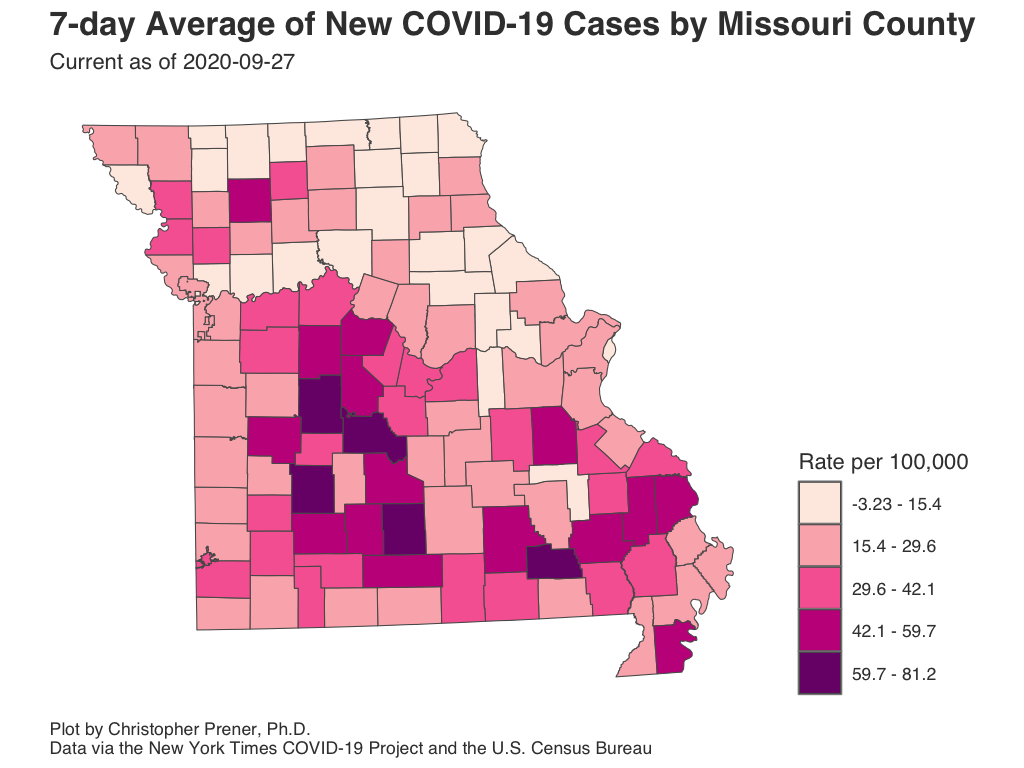 7-day Average of New COVID-19 Cases by Missouri County
Current as of 2020-09-27
Rate per 100,000
-3.23 - 15.4
15.4 - 29.6
29.6 - 42.1
42.1 - 59.7
59.7 - 81.2
Plot by Christopher Prener, Ph.D.
Data via the New York Times COVID-19 Project and the U.S. Census Bureau